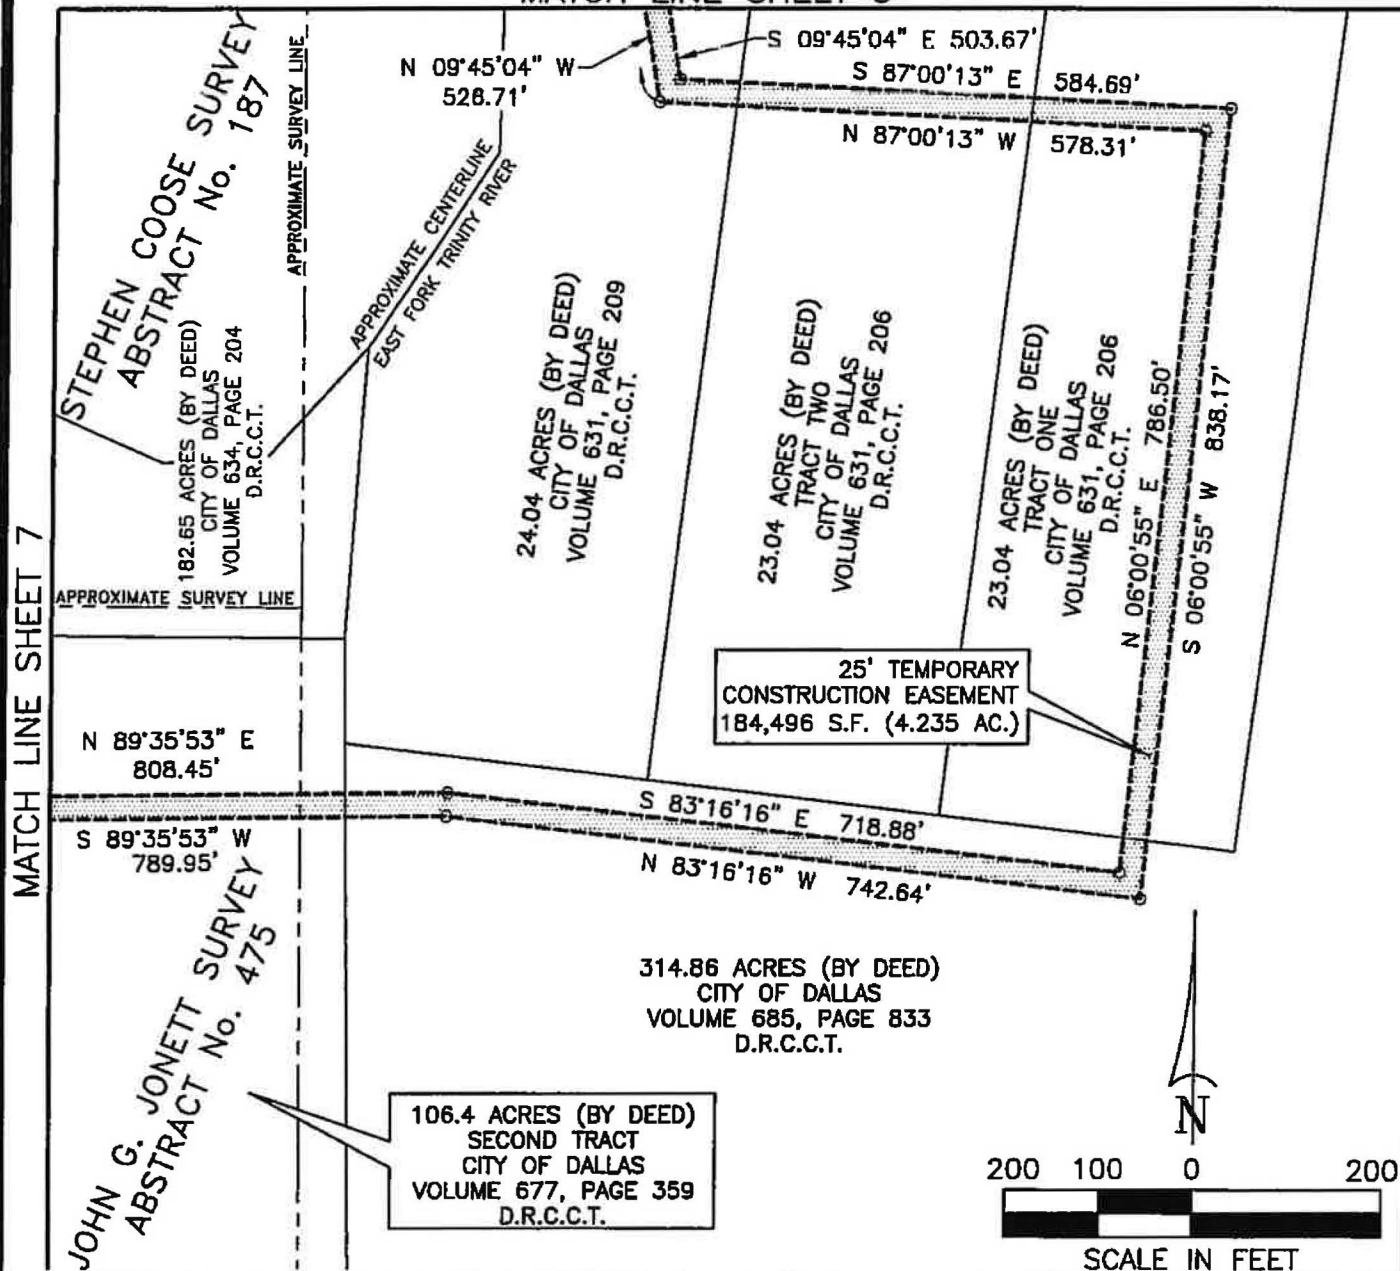 S 09°45'04" E 503.67'
N 09°45'04" W
526.71'
S 87°00'13" E 584.69'
N 87°00'13" W 578.31'
STEPHEN COOSE SURVEY
ABSTRACT No. 187
APPROXIMATE SURVEY LINE
APPROXIMATE CENTERLINE
EAST FORK TRINITY RIVER
182.65 ACRES (BY DEED)
CITY OF DALLAS
VOLUME 634, PAGE 204
D.R.C.C.T.
24.04 ACRES (BY DEED)
CITY OF DALLAS
VOLUME 631, PAGE 209
D.R.C.C.T.
23.04 ACRES (BY DEED)
TRACT TWO
CITY OF DALLAS
VOLUME 631, PAGE 206
D.R.C.C.T.
23.04 ACRES (BY DEED)
TRACT ONE
CITY OF DALLAS
VOLUME 631, PAGE 206
D.R.C.C.T.
N 06°00'55" E 786.50'
S 06°00'55" W 838.17'
MATCH LINE SHEET 7
APPROXIMATE SURVEY LINE
25' TEMPORARY
CONSTRUCTION EASEMENT
184,496 S.F. (4.235 AC.)
N 89°35'53" E
808.45'
S 89°35'53" W
789.95'
S 83°16'16" E 718.88'
N 83°16'16" W 742.64'
JOHN G. JONETT SURVEY
ABSTRACT No. 475
314.86 ACRES (BY DEED)
CITY OF DALLAS
VOLUME 685, PAGE 833
D.R.C.C.T.
106.4 ACRES (BY DEED)
SECOND TRACT
CITY OF DALLAS
VOLUME 677, PAGE 359
D.R.C.C.T.
N
200 100 0 200
SCALE IN FEET